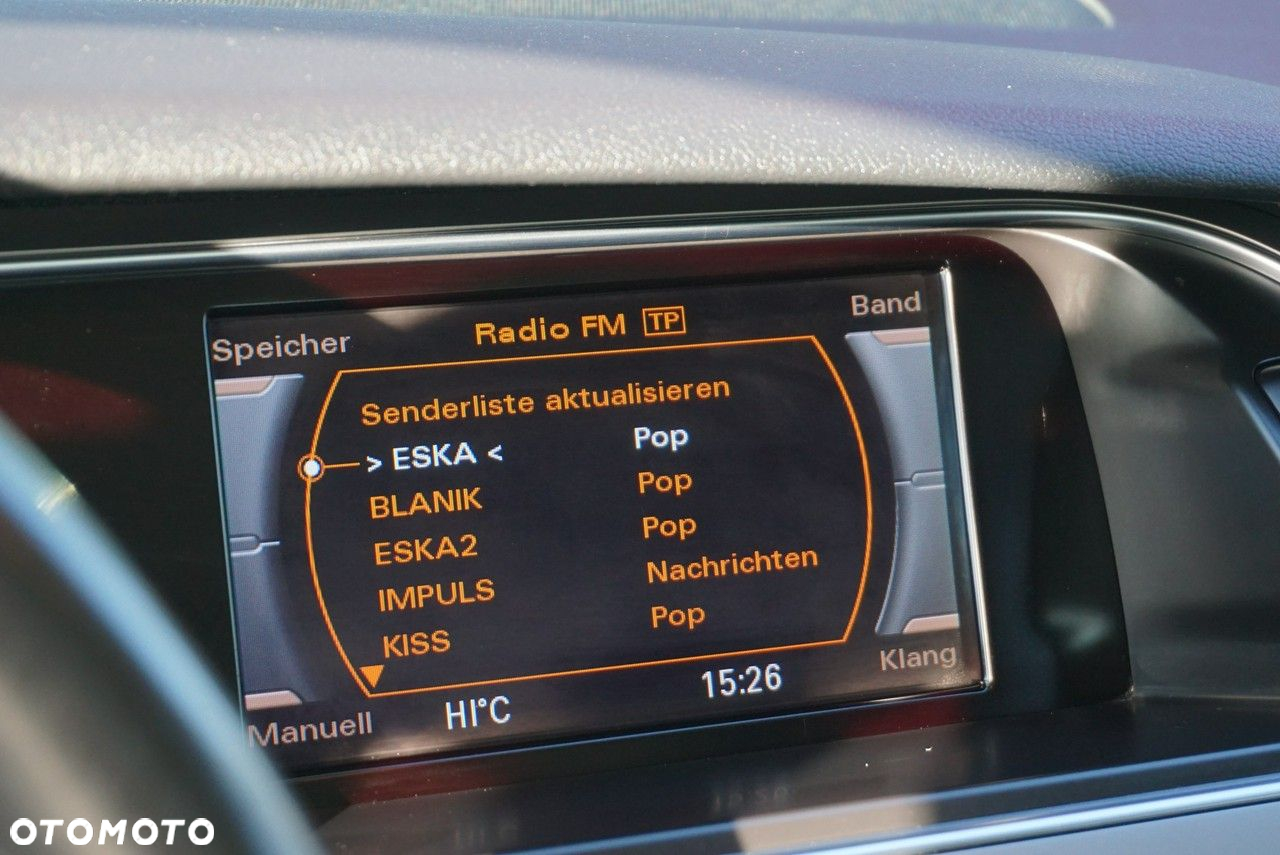 Speicher
Radio FM TP
Band
Senderliste aktualisieren
> ESKA < Pop
BLANIK Pop
ESKA2 Pop
IMPULS Nachrichten
KISS Pop
Manuell
HI°C
15:26
Klang
OTOMOTO